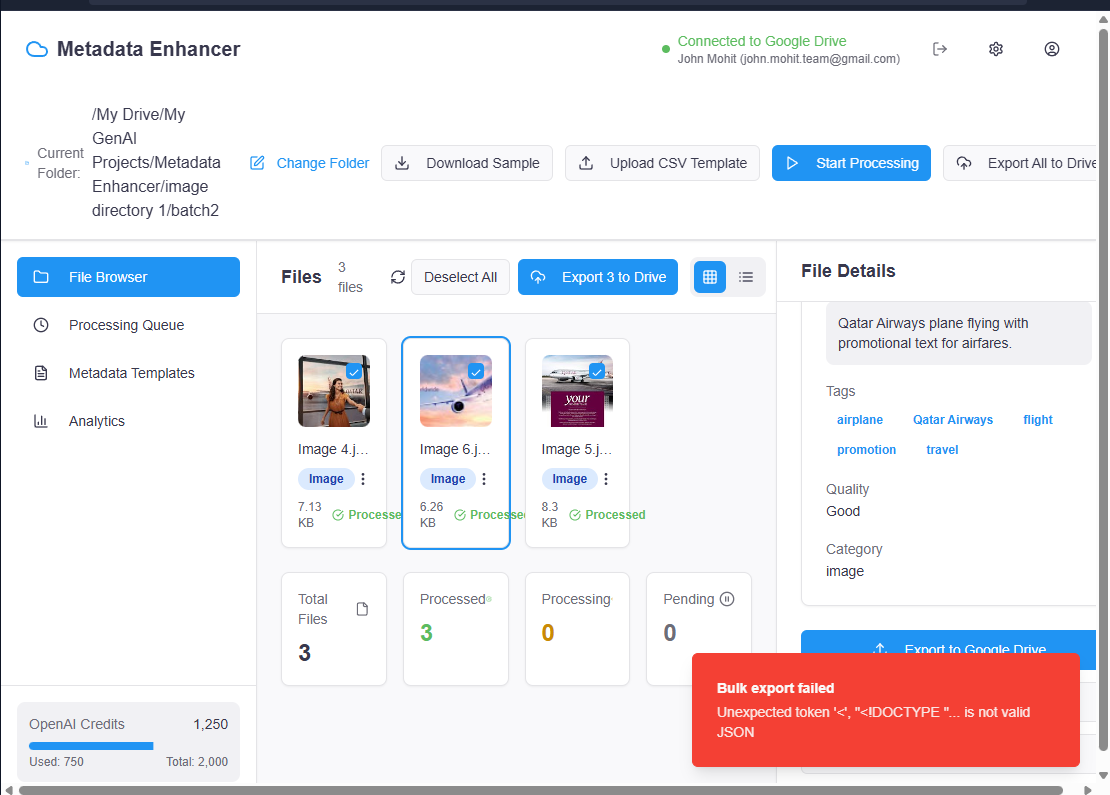 Metadata Enhancer
Connected to Google Drive
John Mohit (john.mohit.team@gmail.com)
Current
Folder:
/My Drive/My
GenAI
Projects/Metadata
Enhancer/image
directory 1/batch2
Change Folder
Download Sample
Upload CSV Template
Start Processing
Export All to Drive
File Browser
Processing Queue
Metadata Templates
Analytics
OpenAI Credits
1,250
Used: 750
Total: 2,000
Files
3
files
Deselect All
Export 3 to Drive
Image 4.j...
Image
7.13
KB
Processe
Image 6.j...
Image
6.26
KB
Processed
your
Image 5.j...
Image
8.3
KB
Processed
Total
Files
3
Processed
3
Processing
0
Pending
0
File Details
Qatar Airways plane flying with
promotional text for airfares.
Tags
airplane
Qatar Airways
flight
promotion
travel
Quality
Good
Category
image
Export to Google Drive
Bulk export failed
Unexpected token '<', "<!DOCTYPE "... is not valid
JSON